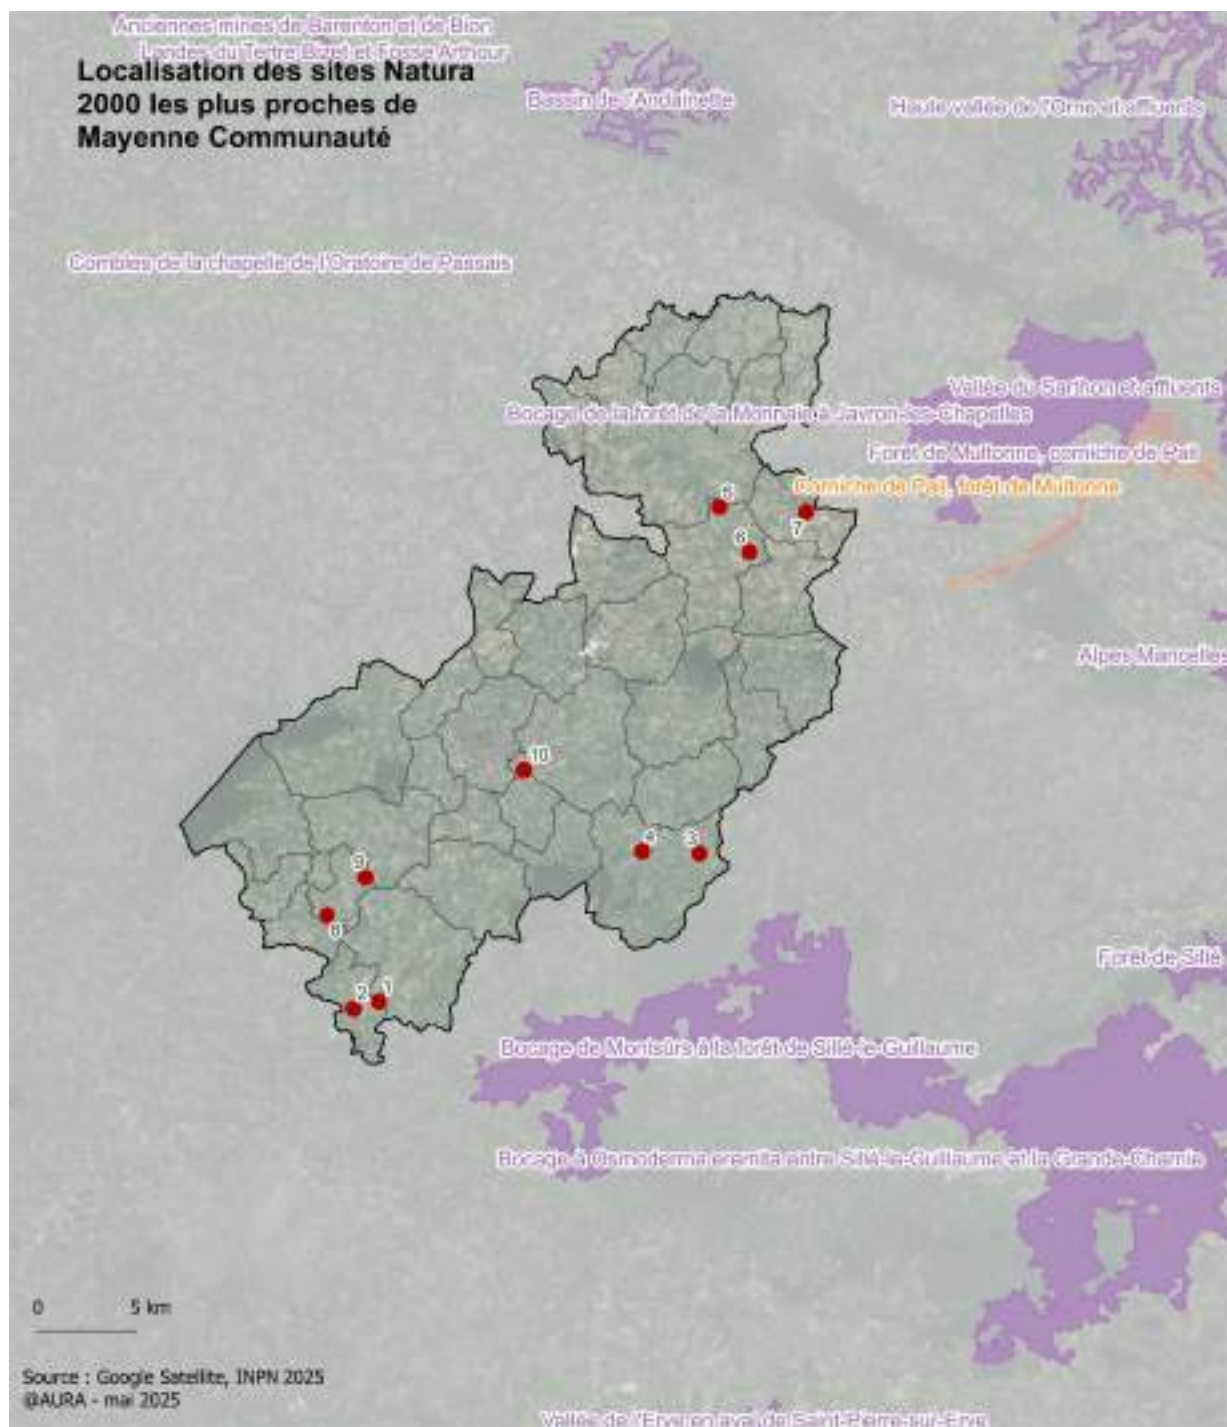 Anciennes mines de Barenton et de Bion
Landes du Tertre Bizet et Fosse Arthour
Localisation des sites Natura
2000 les plus proches de
Mayenne Communauté
Bassin de l'Andainette
Haute vallée de l'Orne et affluents
Combles de la chapelle de l'Oratoire de Passais
Vallée du Sarthon et affluents
Bocage de la forêt de la Monnaie à Javron-les-Chapelles
Forêt de Multonne, corniche de Pail
Corniche de Pail, forêt de Multonne
5
7
6
Alpes Mancelles
10
4
3
9
8
Forêt de Sillé
2
1
Bocage de Montsûrs à la forêt de Sillé-le-Guillaume
Bocage à Osmoderma eremita entre Sillé-le-Guillaume et la Grande-Charnie
0 5 km
Source : Google Satellite, INPN 2025
@AURA - mai 2025
Vallée de l'Erve en aval de Saint-Pierre-sur-Erve